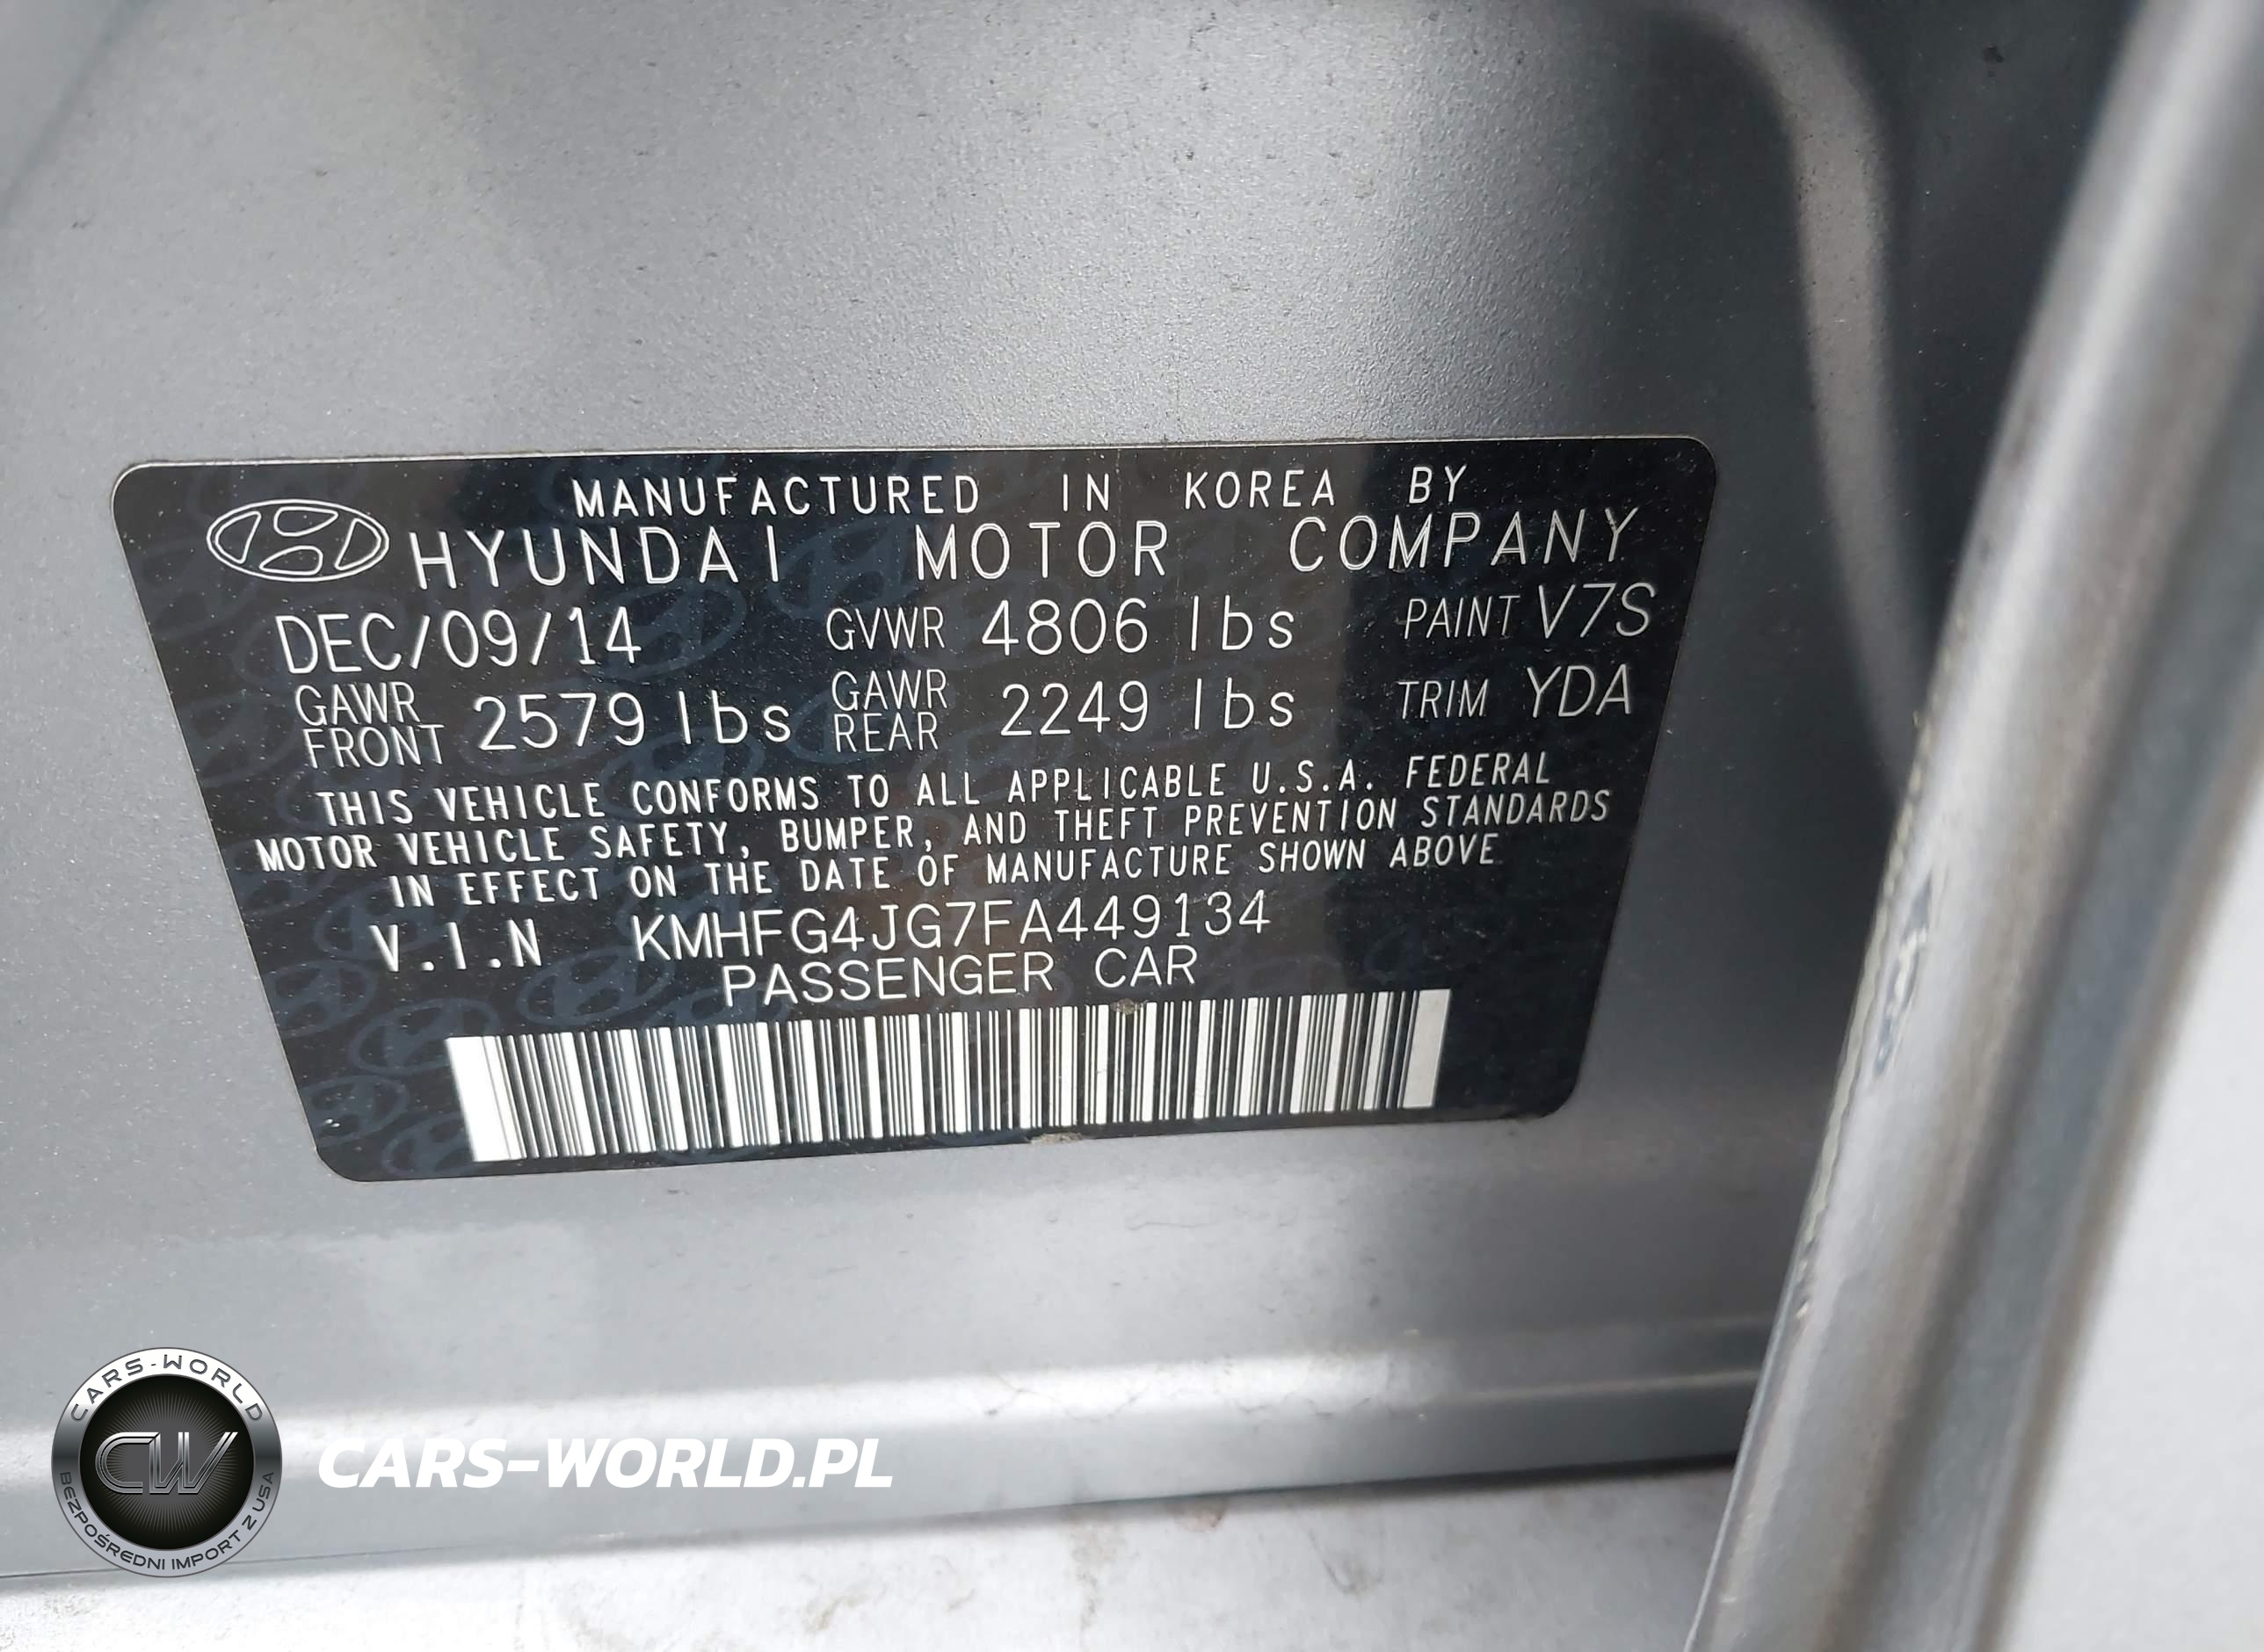 MANUFACTURED IN KOREA BY
HYUNDAI MOTOR COMPANY
DEC/09/14 GVWR 4806 lbs PAINT V7S
GAWR FRONT 2579 lbs GAWR REAR 2249 lbs TRIM YDA
THIS VEHICLE CONFORMS TO ALL APPLICABLE U.S.A. FEDERAL
MOTOR VEHICLE SAFETY, BUMPER, AND THEFT PREVENTION STANDARDS
IN EFFECT ON THE DATE OF MANUFACTURE SHOWN ABOVE
V.I.N KMHFG4JG7FA449134
PASSENGER CAR
CARS-WORLD
CW
BEZPOŚREDNI IMPORT Z USA
CARS-WORLD.PL